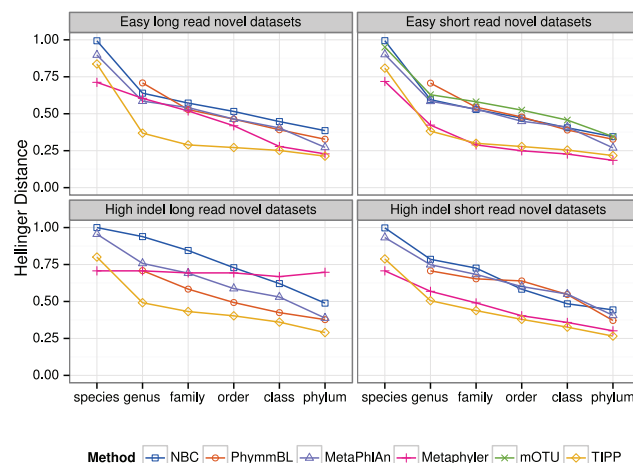 Easy long read novel datasets
Easy short read novel datasets
1.00
0.75
0.50
0.25
0.00
High indel long read novel datasets
High indel short read novel datasets
1.00
0.75
0.50
0.25
0.00
Hellinger Distance
species genus family order class phylum
species genus family order class phylum
Method NBC PhymmBL MetaPhlAn Metaphyler mOTU TIPP